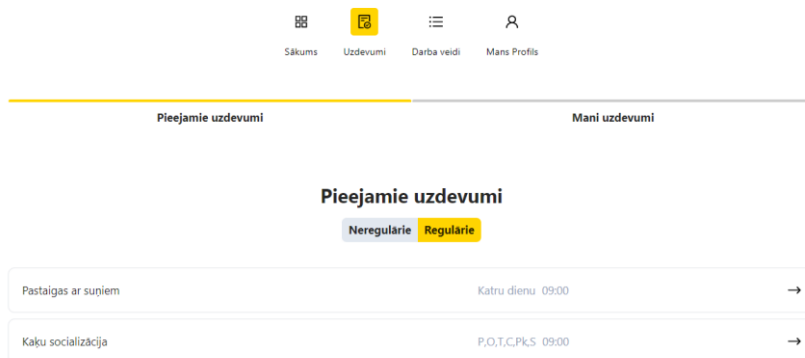 Sākums Uzdevumi Darba veidi Mans Profils
Pieejamie uzdevumi Mani uzdevumi
Pieejamie uzdevumi
Neregulārie Regulārie
Pastaigas ar suņiem Katru dienu 09:00
Kaķu socializācija P,O,T,C,Pk,S 09:00